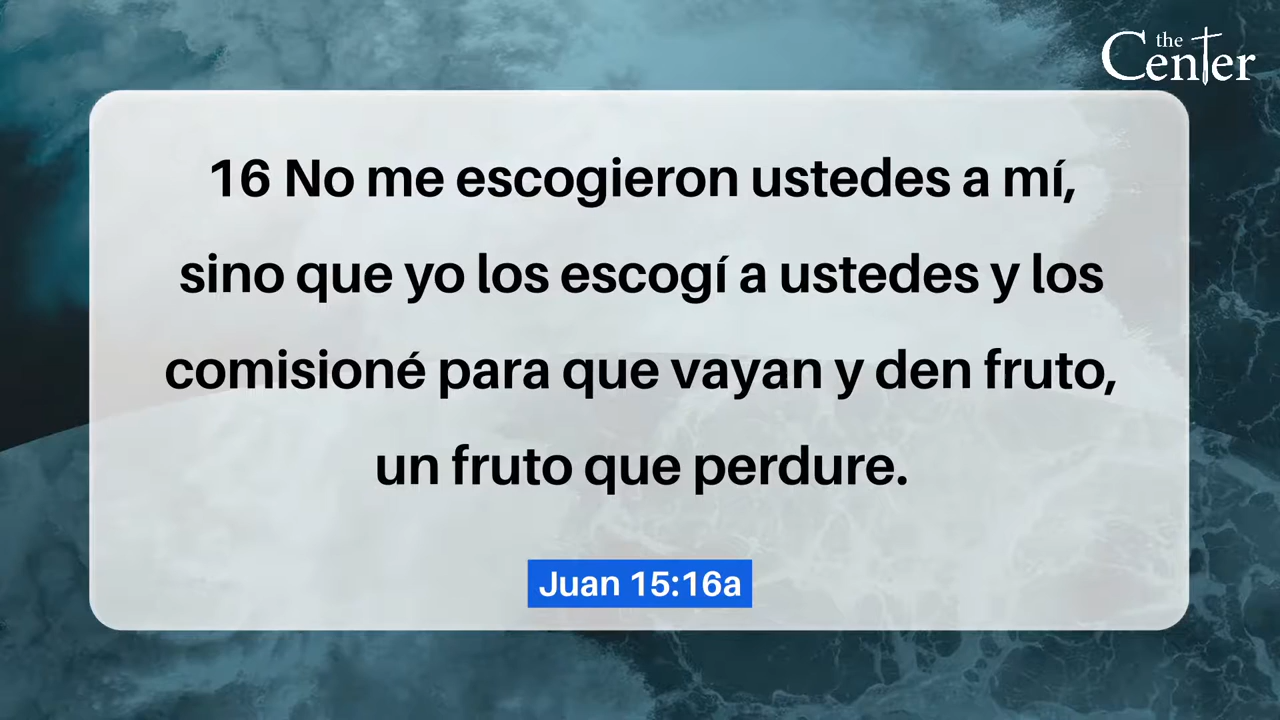 the
Center
16 No me escogieron ustedes a mí,
sino que yo los escogí a ustedes y los
comisioné para que vayan y den fruto,
un fruto que perdure.
Juan 15:16a